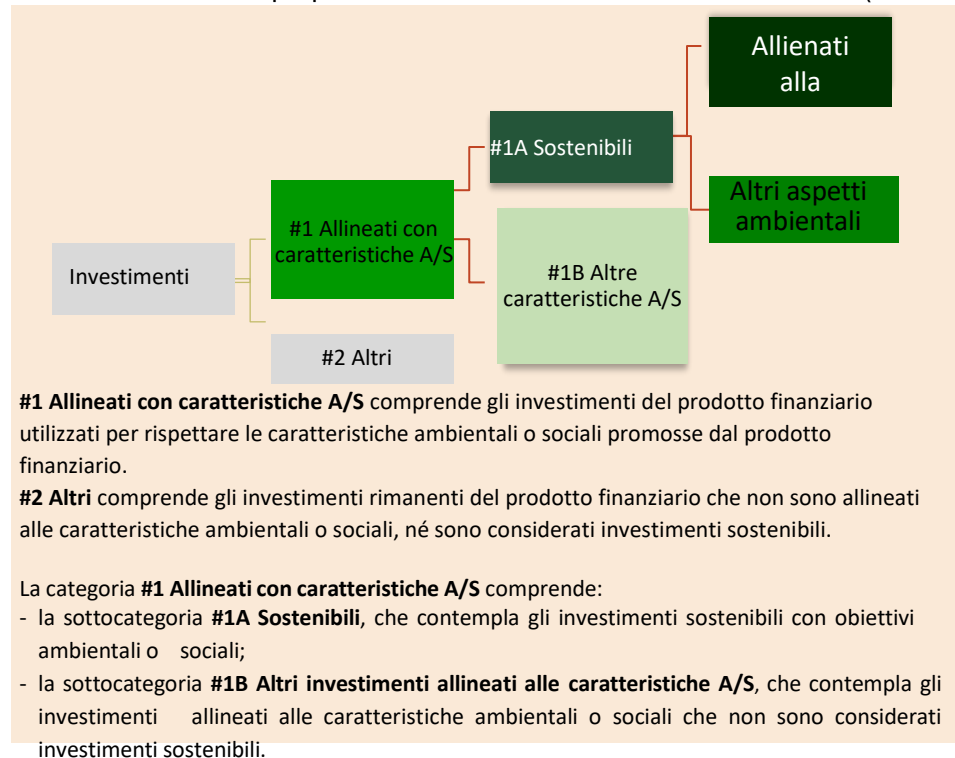 Allienati
alla
#1A Sostenibili
Altri aspetti
ambientali
#1 Allineati con
caratteristiche A/S
#1B Altre
caratteristiche A/S
Investimenti
#2 Altri
#1 Allineati con caratteristiche A/S comprende gli investimenti del prodotto finanziario
utilizzati per rispettare le caratteristiche ambientali o sociali promosse dal prodotto
finanziario.
#2 Altri comprende gli investimenti rimanenti del prodotto finanziario che non sono allineati
alle caratteristiche ambientali o sociali, né sono considerati investimenti sostenibili.
La categoria #1 Allineati con caratteristiche A/S comprende:
- la sottocategoria #1A Sostenibili, che contempla gli investimenti sostenibili con obiettivi
ambientali o sociali;
- la sottocategoria #1B Altri investimenti allineati alle caratteristiche A/S, che contempla gli
investimenti allineati alle caratteristiche ambientali o sociali che non sono considerati
investimenti sostenibili.